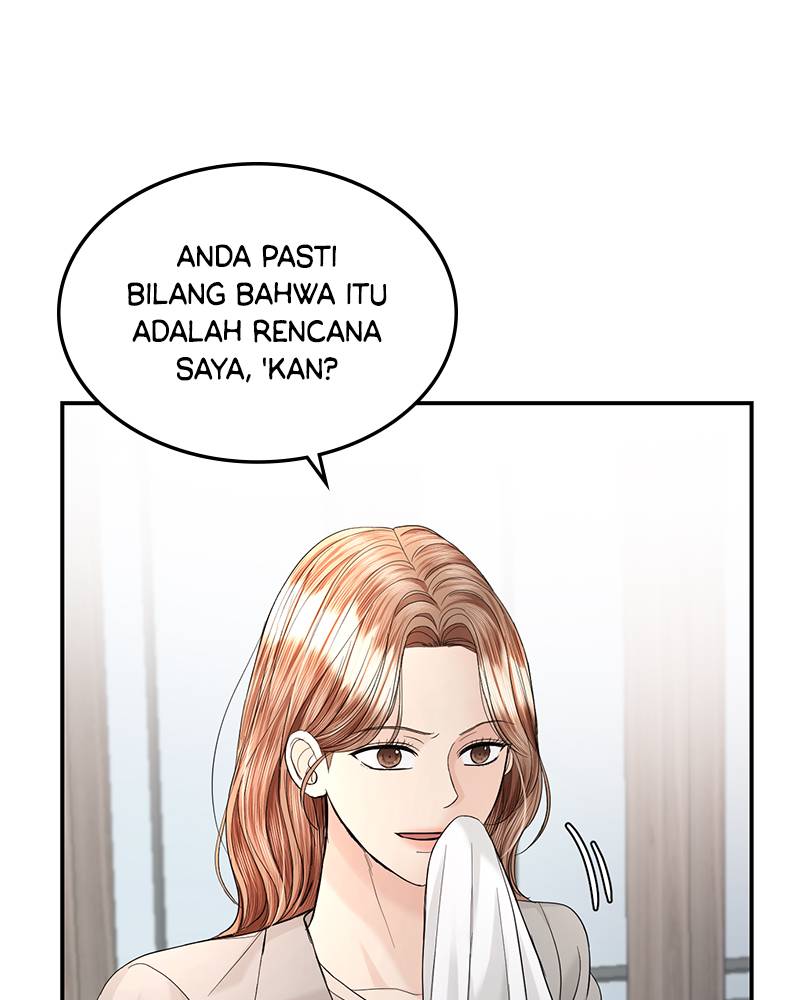 ANDA PASTI
BILANG BAHWA ITU
ADALAH RENCANA
SAYA, 'KAN?